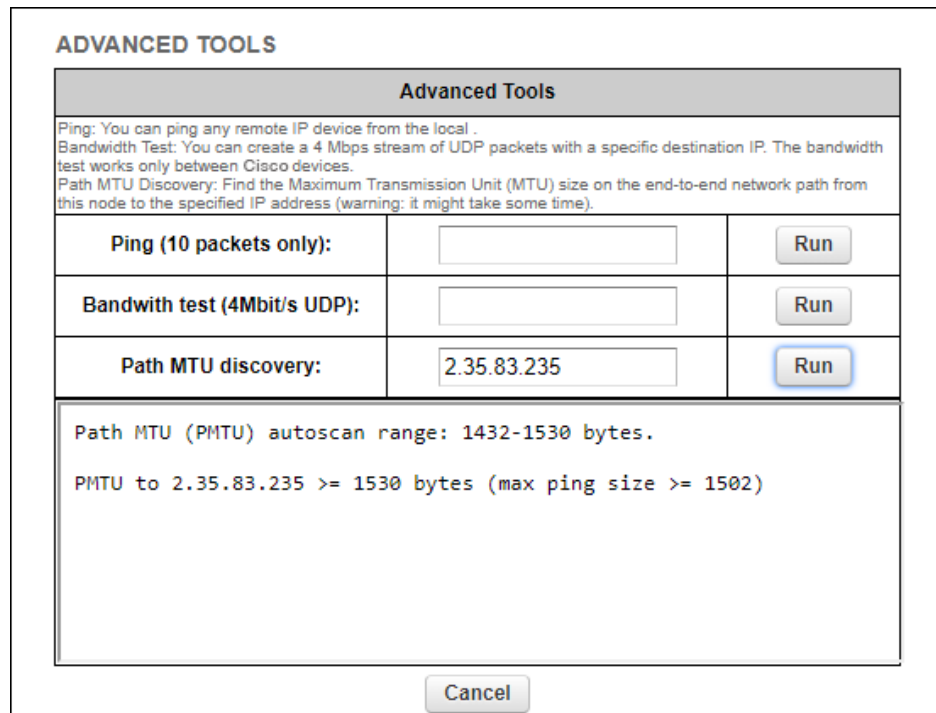 ADVANCED TOOLS
Advanced Tools
Ping: You can ping any remote IP device from the local .
Bandwidth Test: You can create a 4 Mbps stream of UDP packets with a specific destination IP. The bandwidth
test works only between Cisco devices.
Path MTU Discovery: Find the Maximum Transmission Unit (MTU) size on the end-to-end network path from
this node to the specified IP address (warning: it might take some time).
Ping (10 packets only): Run
Bandwith test (4Mbit/s UDP): Run
Path MTU discovery: 2.35.83.235 Run
Path MTU (PMTU) autoscan range: 1432-1530 bytes.
PMTU to 2.35.83.235 >= 1530 bytes (max ping size >= 1502)
Cancel